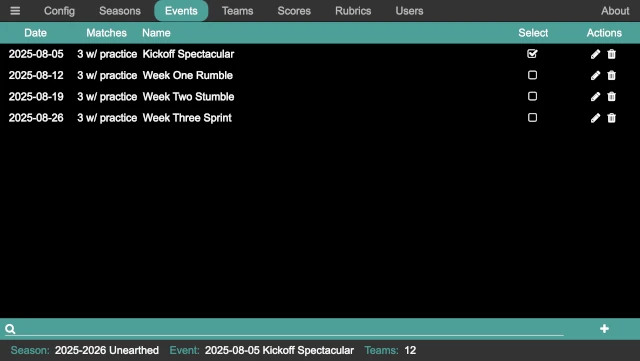 Config Seasons Events Teams Scores Rubrics Users About
Date Matches Name Select Actions
2025-08-05 3 w/ practice Kickoff Spectacular
2025-08-12 3 w/ practice Week One Rumble
2025-08-19 3 w/ practice Week Two Stumble
2025-08-26 3 w/ practice Week Three Sprint
Season: 2025-2026 Unearthed Event: 2025-08-05 Kickoff Spectacular Teams: 12